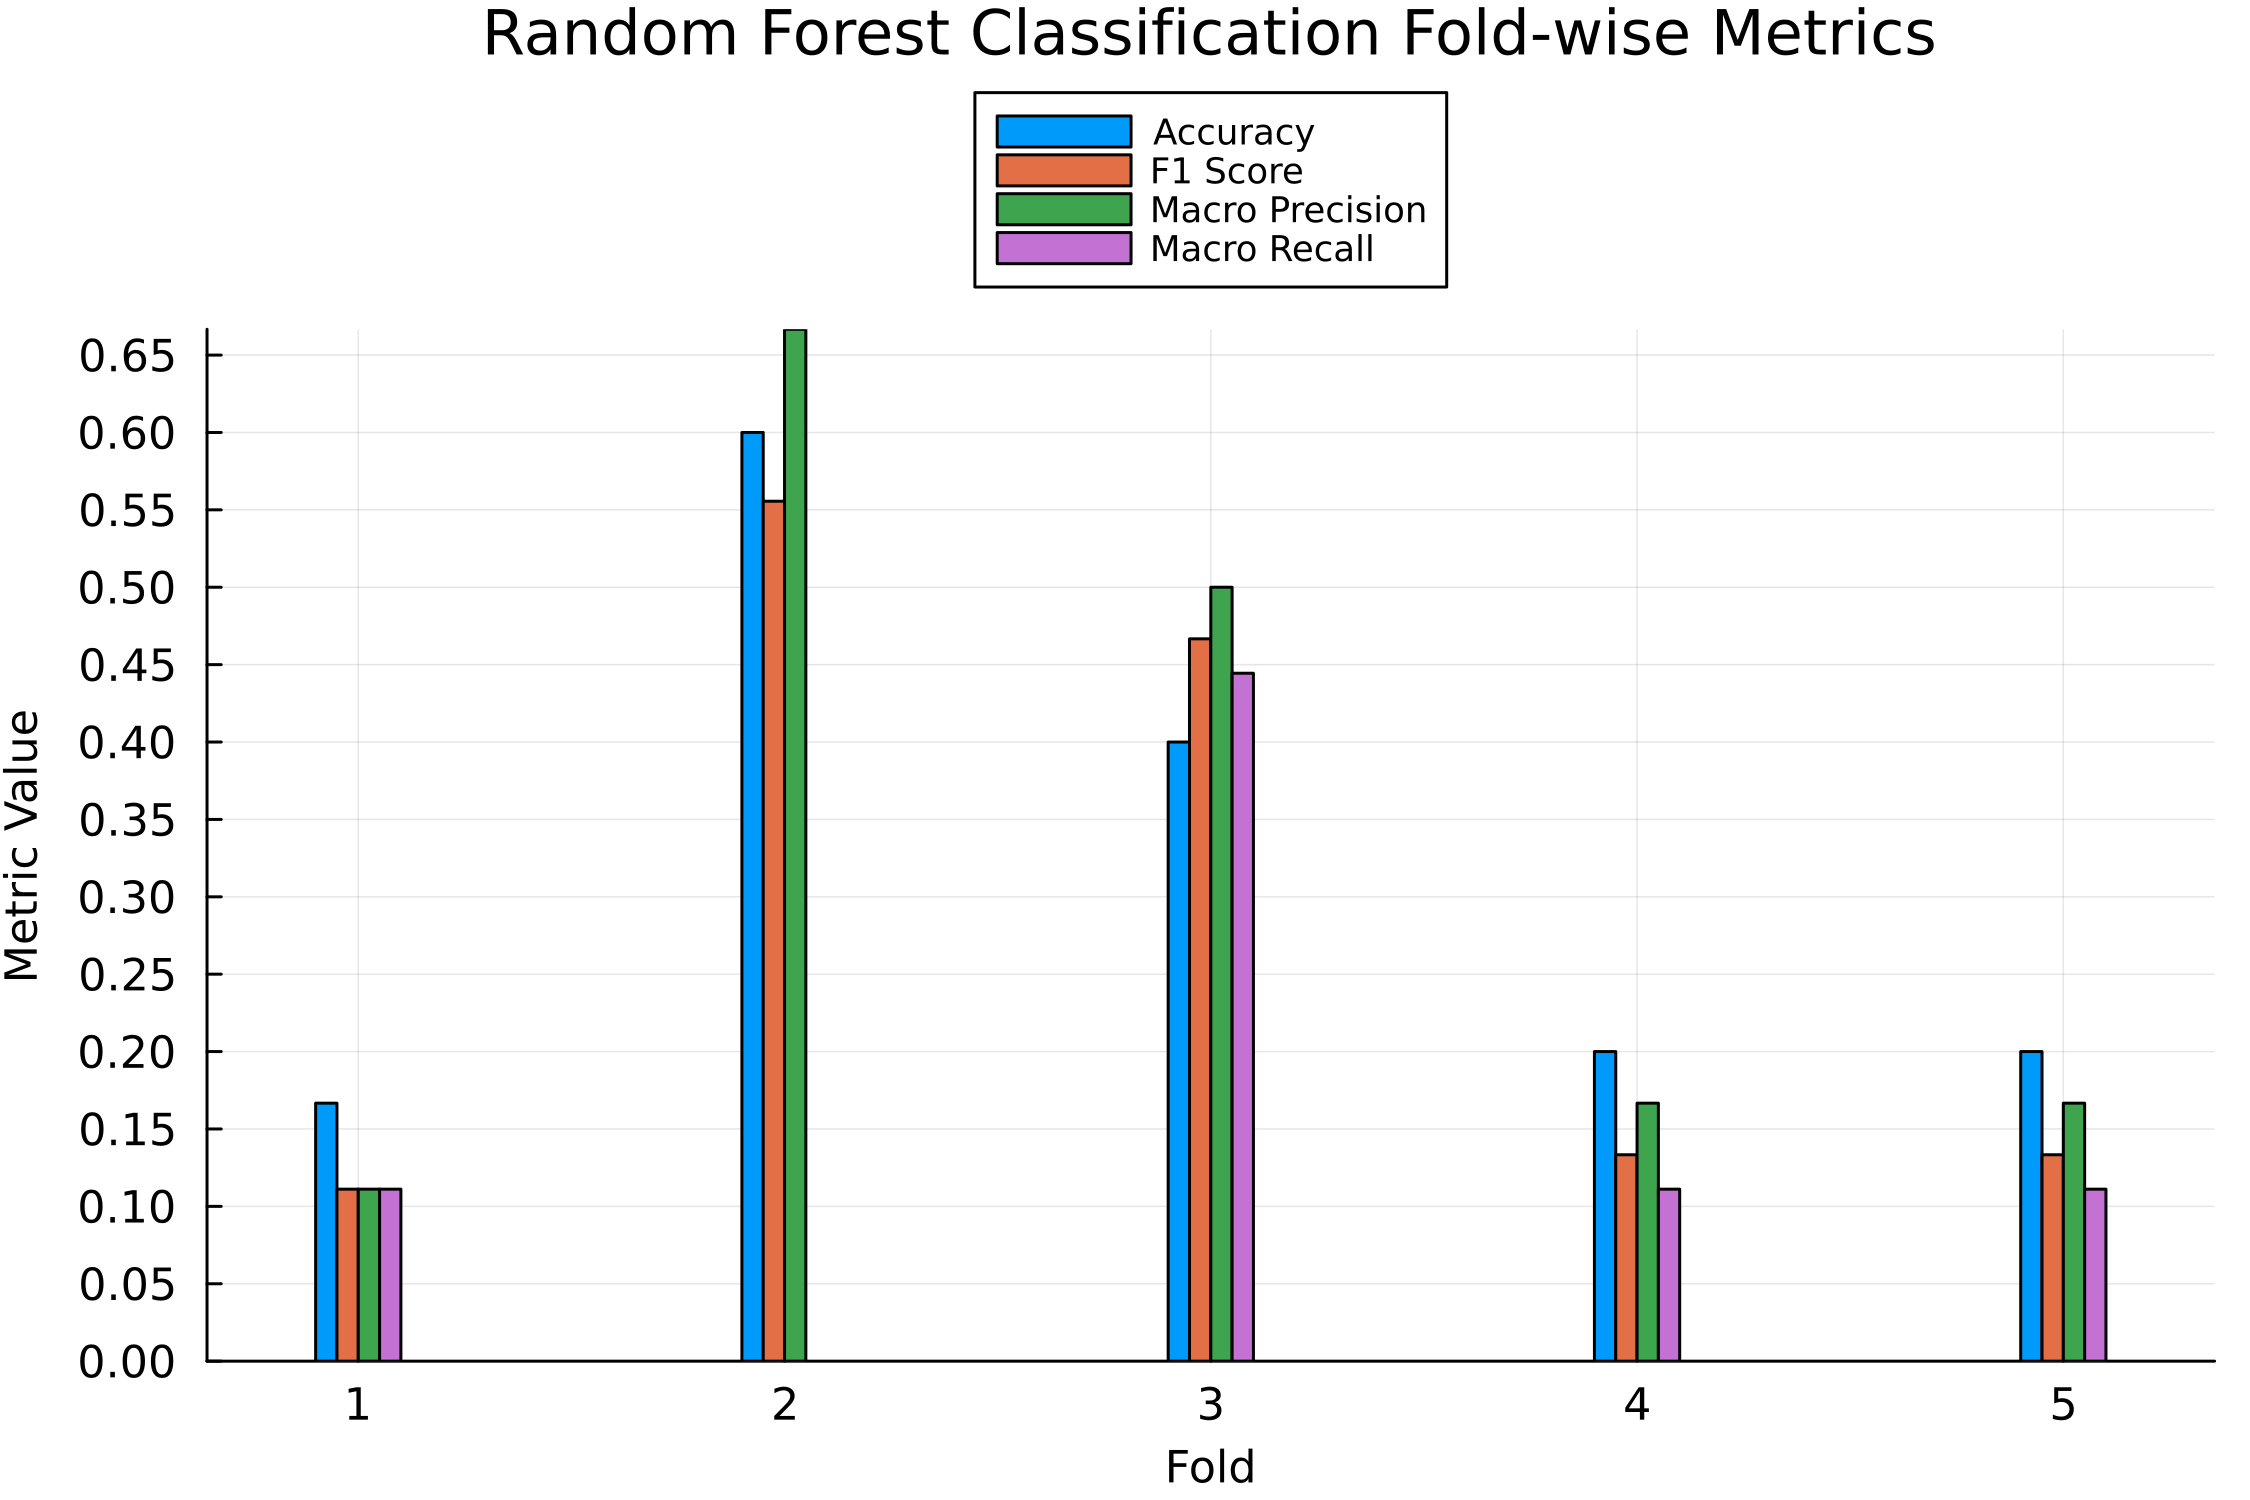 Random Forest Classification Fold-wise Metrics
Accuracy
F1 Score
Macro Precision
Macro Recall
0.65
0.60
0.55
0.50
0.45
0.40
0.35
0.30
0.25
0.20
0.15
0.10
0.05
0.00
Metric Value
1 2 3 4 5
Fold